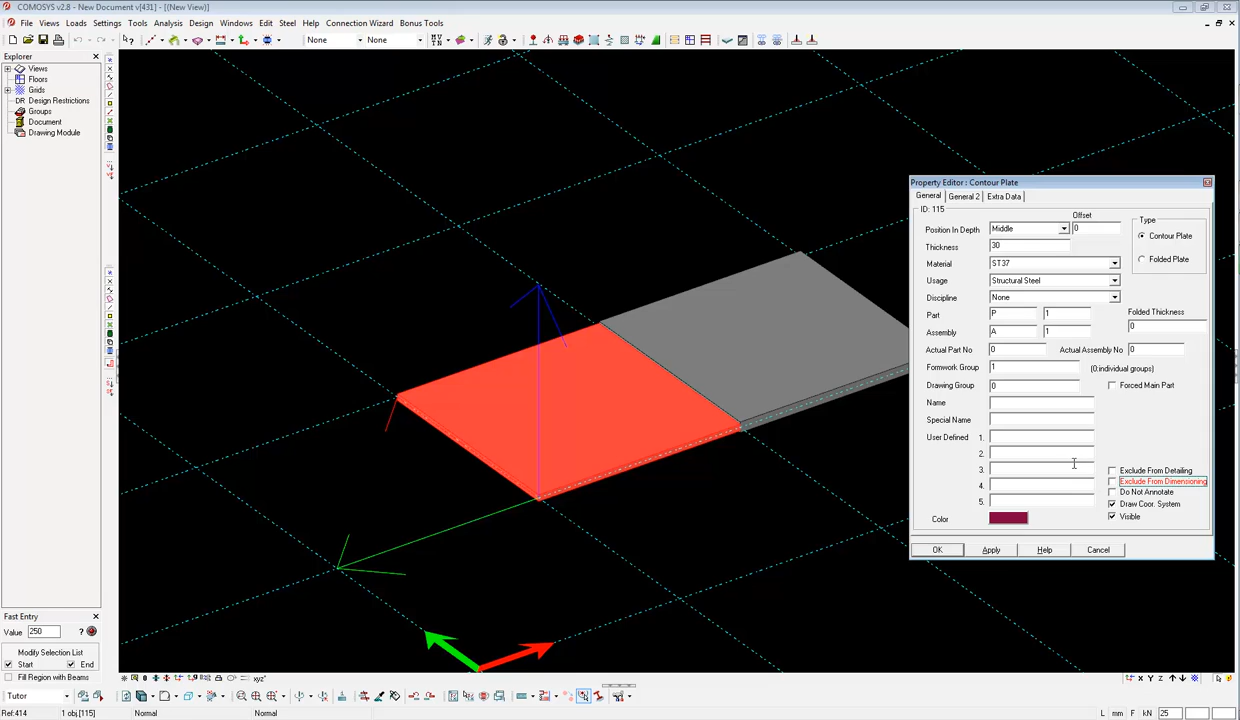 COMOSYS v2.8 - New Document v[431] - [(New View)]
File Views Loads Settings Tools Analysis Design Windows Edit Steel Help Connection Wizard Bonus Tools
None None
Explorer
Views
Floors
Grids
DR Design Restrictions
Groups
Document
Drawing Module
Property Editor : Contour Plate
General General 2 Extra Data
ID: 115
Offset
Type
Position In Depth Middle 0
Contour Plate
Thickness 30
Material ST37
Folded Plate
Usage Structural Steel
Discipline None
Part P 1 Folded Thickness
Assembly A 1 0
Actual Part No 0 Actual Assembly No 0
Formwork Group 1 (0:individual groups)
Drawing Group 0 Forced Main Part
Name
Special Name
User Defined 1.
2.
3. Exclude From Detailing
Exclude From Dimensioning
4. Do Not Annotate
5. Draw Coor. System
Color Visible
OK Apply Help Cancel
Fast Entry
Value 250 ?
Modify Selection List
Start End
Fill Region with Beams
xyz'
X Y Z
Tutor
Ref:414 1 obj.[115] Normal Normal L mm F kN 25